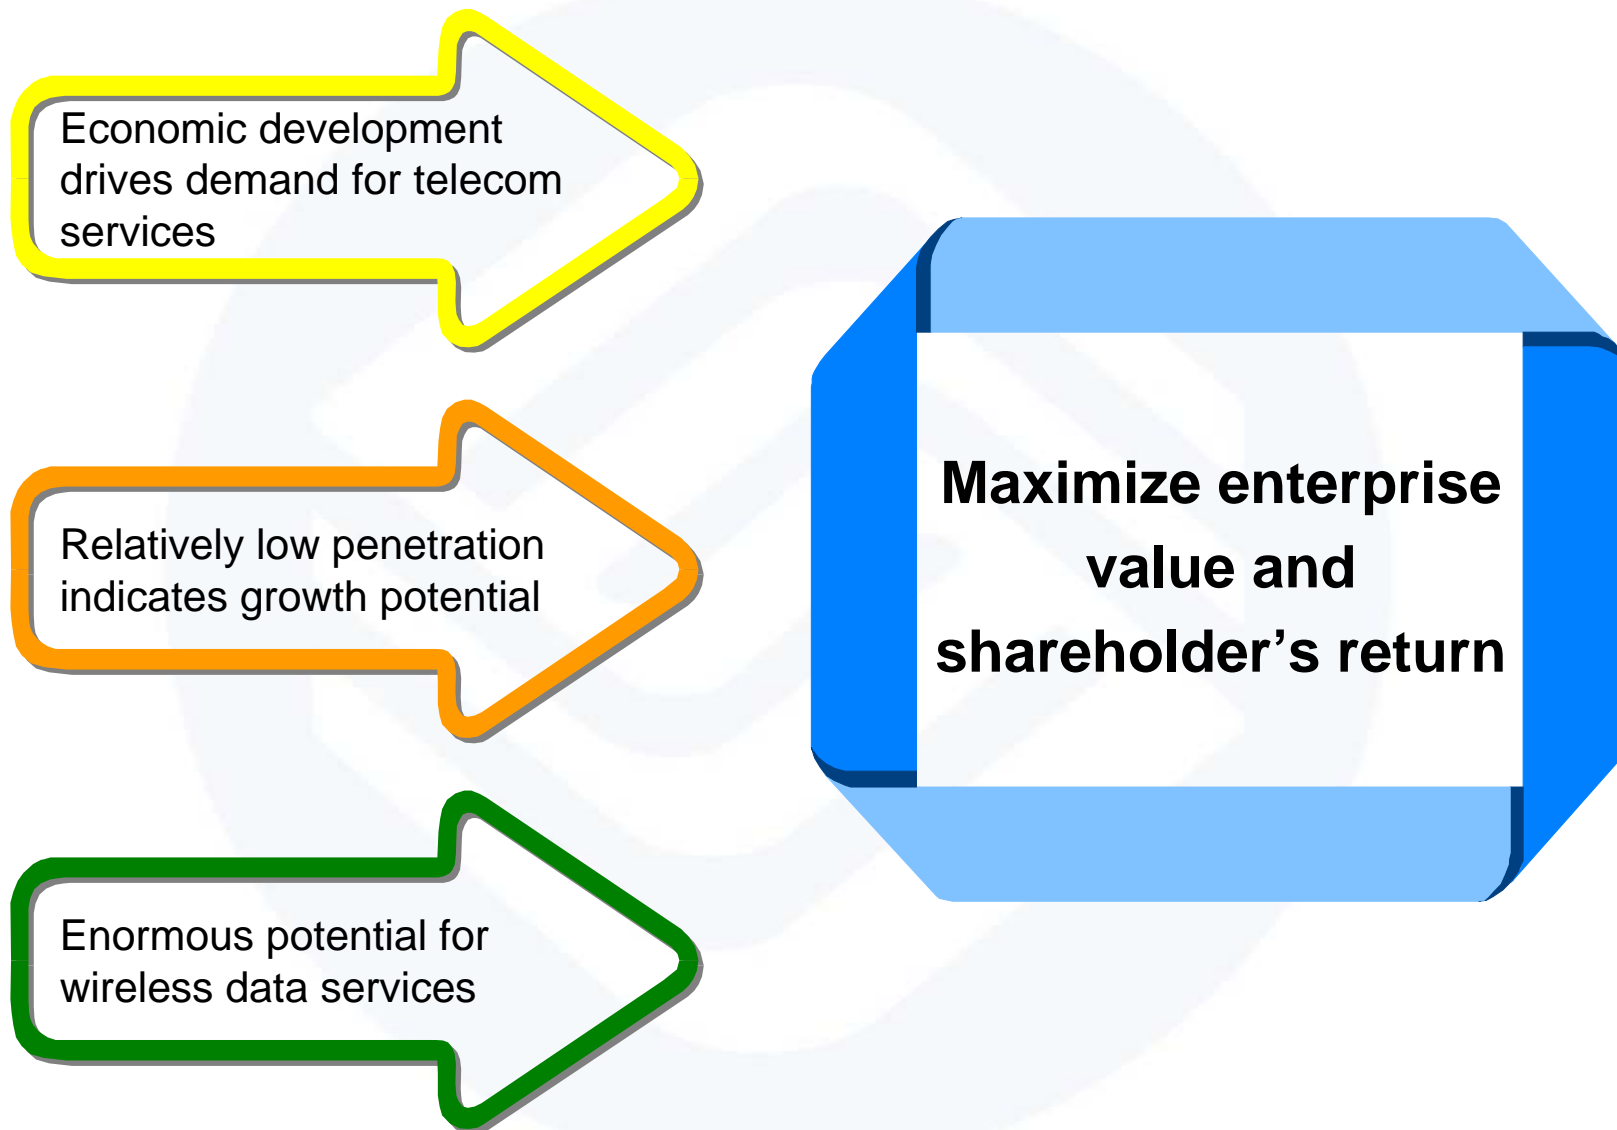 Economic development
drives demand for telecom
services
Relatively low penetration
indicates growth potential
Enormous potential for
wireless data services
Maximize enterprise
value and
shareholder’s return